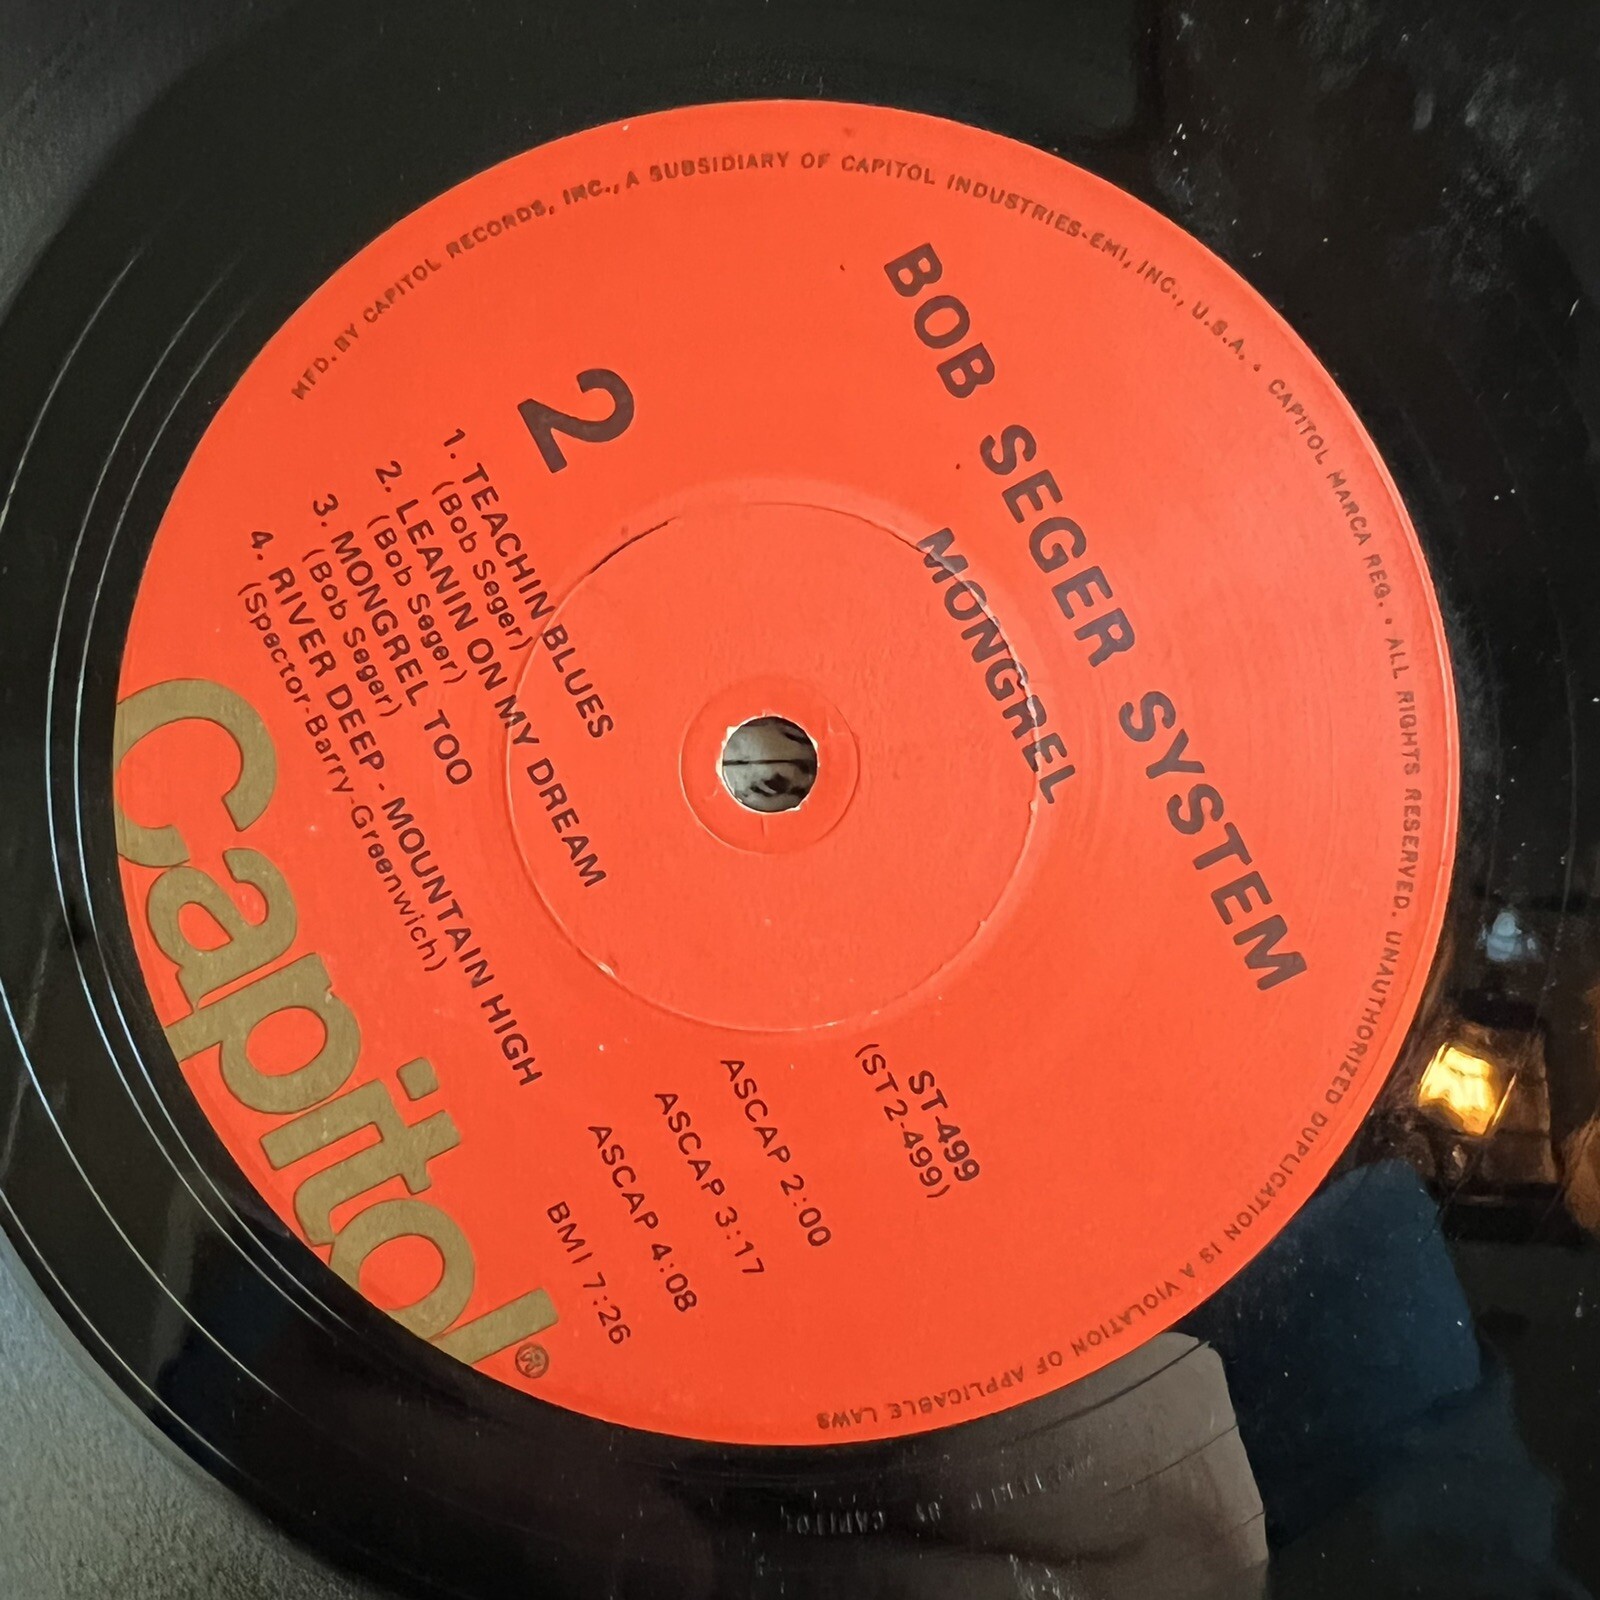 BOB SEGER SYSTEM
MONGREL
ST-499
(ST 2-499)
2
1. TEACHIN BLUES ASCAP 2:00
(Bob Seger)
2. LEANIN ON MY DREAM ASCAP 3:17
(Bob Seger)
3. MONGREL TOO ASCAP 4:08
(Bob Seger)
4. RIVER DEEP - MOUNTAIN HIGH BMI 7:26
(Spector-Barry-Greenwich)
Capitol®
MFD. BY CAPITOL RECORDS, INC., A SUBSIDIARY OF CAPITOL INDUSTRIES-EMI, INC., U.S.A. • CAPITOL MARCA REG. • ALL RIGHTS RESERVED. UNAUTHORIZED DUPLICATION IS A VIOLATION OF APPLICABLE LAWS
MASTERED BY CAPITOL